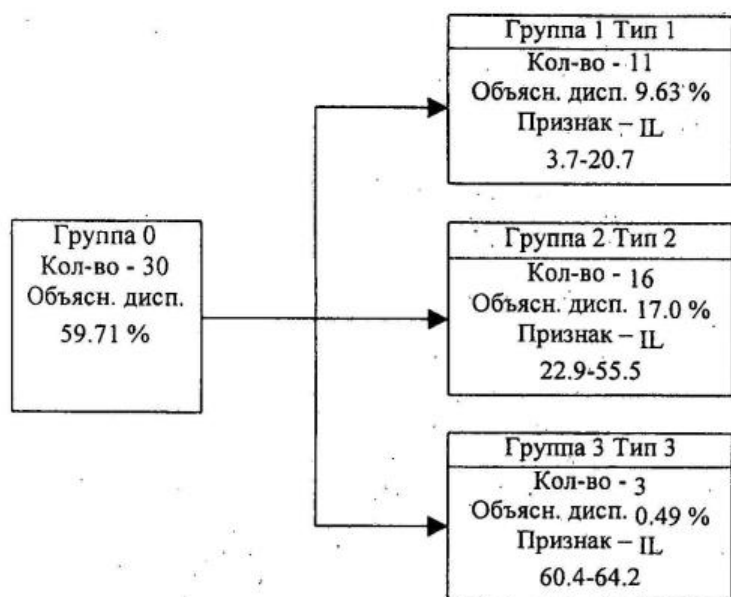 Группа 1 Тип 1
Кол-во - 11
Объясн. дисп. 9.63 %
Признак – IL
3.7-20.7
Группа 0
Кол-во - 30
Объясн. дисп.
59.71 %
Группа 2 Тип 2
Кол-во - 16
Объясн. дисп. 17.0 %
Признак – IL
22.9-55.5
Группа 3 Тип 3
Кол-во - 3
Объясн. дисп. 0.49 %
Признак – IL
60.4-64.2